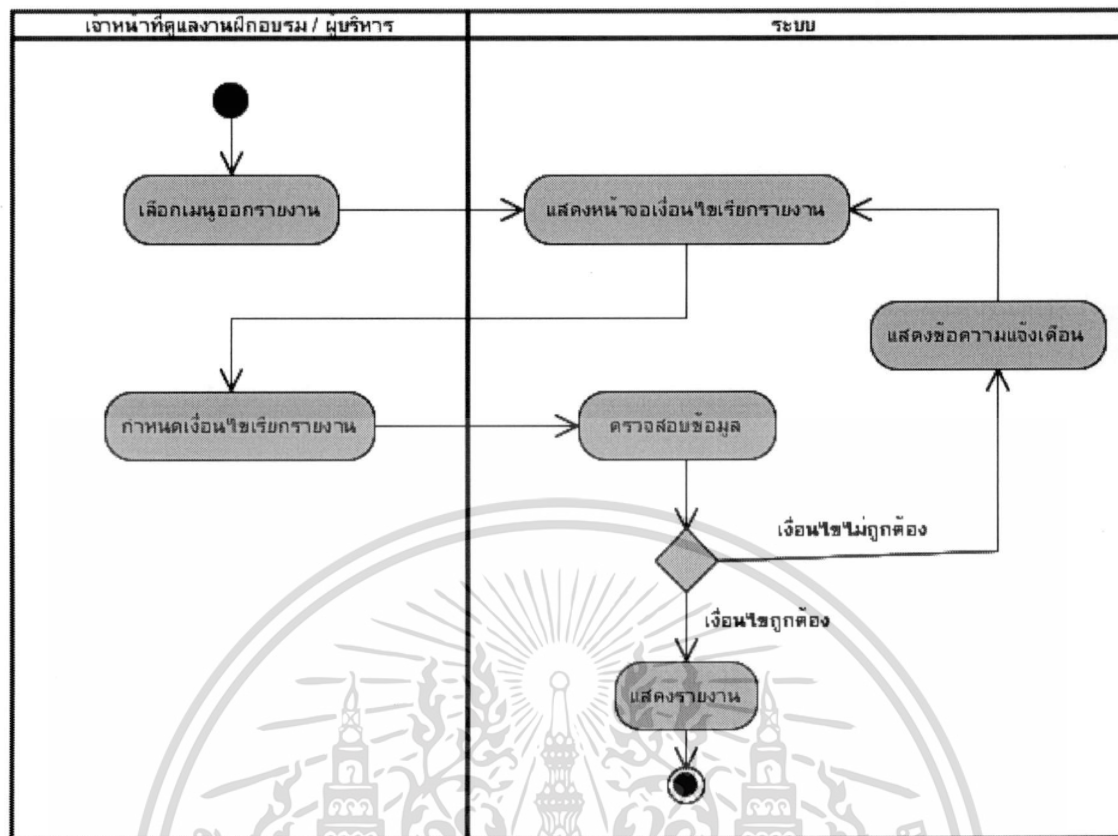 เจ้าหน้าที่ดูแลงานฝึกอบรม / ผู้บริหาร
ระบบ
เลือกเมนูออกรายงาน
แสดงหน้าจอเงื่อนไขเรียกรายงาน
แสดงข้อความแจ้งเตือน
กำหนดเงื่อนไขเรียกรายงาน
ตรวจสอบข้อมูล
เงื่อนไขไม่ถูกต้อง
เงื่อนไขถูกต้อง
แสดงรายงาน